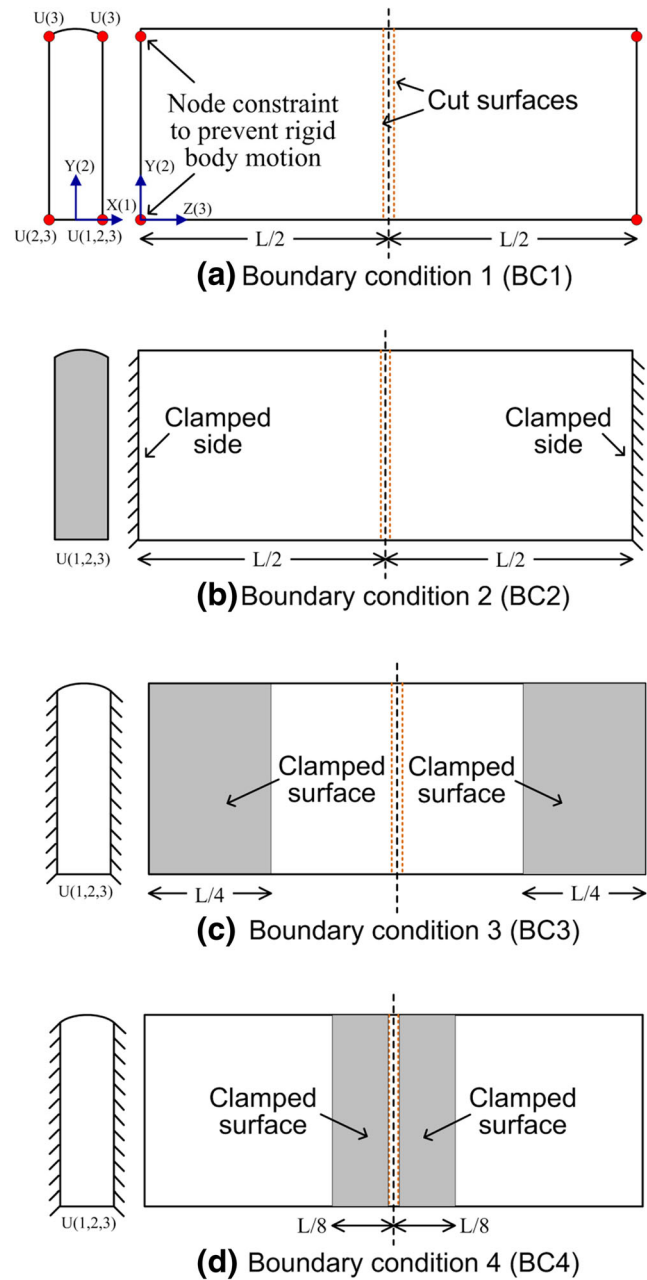 U(3) U(3)
Node constraint
to prevent rigid
body motion
Cut surfaces
Y(2) Y(2)
X(1) Z(3)
U(2,3) U(1,2,3)
L/2 L/2
(a) Boundary condition 1 (BC1)
Clamped
side
Clamped
side
U(1,2,3)
L/2 L/2
(b) Boundary condition 2 (BC2)
Clamped
surface
Clamped
surface
U(1,2,3)
L/4 L/4
(c) Boundary condition 3 (BC3)
Clamped
surface
Clamped
surface
U(1,2,3)
L/8 L/8
(d) Boundary condition 4 (BC4)